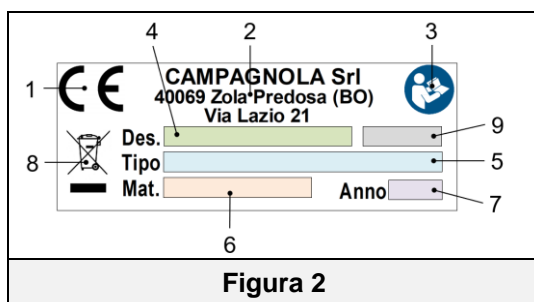 4 2 3
1 CE CAMPAGNOLA Srl
40069 Zola Predosa (BO)
Via Lazio 21
Des. 9
8 Tipo 5
Mat. Anno 7
6
Figura 2